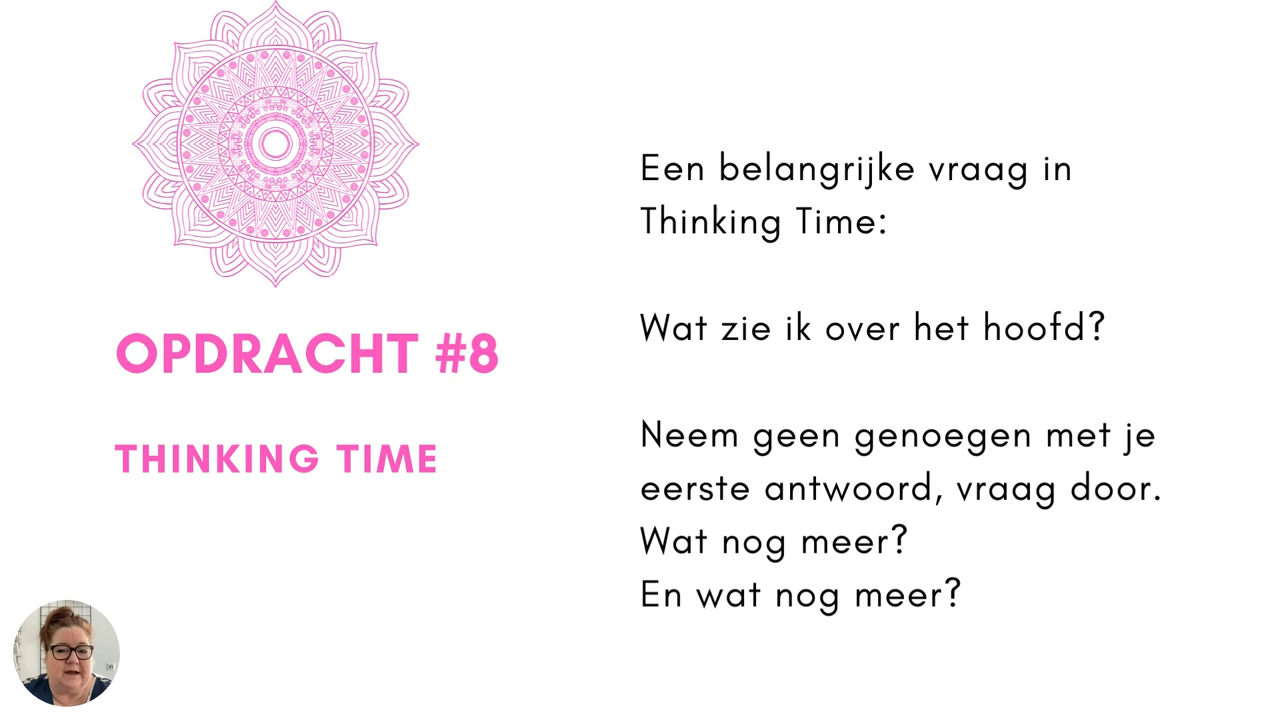 OPDRACHT #8
THINKING TIME
Een belangrijke vraag in
Thinking Time:
Wat zie ik over het hoofd?
Neem geen genoegen met je
eerste antwoord, vraag door.
Wat nog meer?
En wat nog meer?